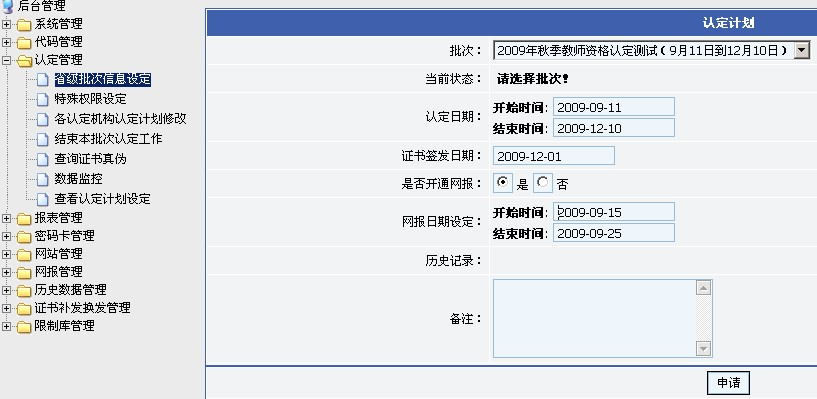 后台管理
系统管理
代码管理
认定管理
省级批次信息设定
特殊权限设定
各认定机构认定计划修改
结束本批次认定工作
查询证书真伪
数据监控
查看认定计划设定
报表管理
密码卡管理
网站管理
网报管理
历史数据管理
证书补发换发管理
限制库管理
认定计划
批次： 2009年秋季教师资格认定测试(9月11日到12月10日)
当前状态： 请选择批次!
认定日期： 开始时间: 2009-09-11
结束时间: 2009-12-10
证书签发日期： 2009-12-01
是否开通网报： 是 否
网报日期设定： 开始时间: 2009-09-15
结束时间: 2009-09-25
历史记录：
备注：
申请